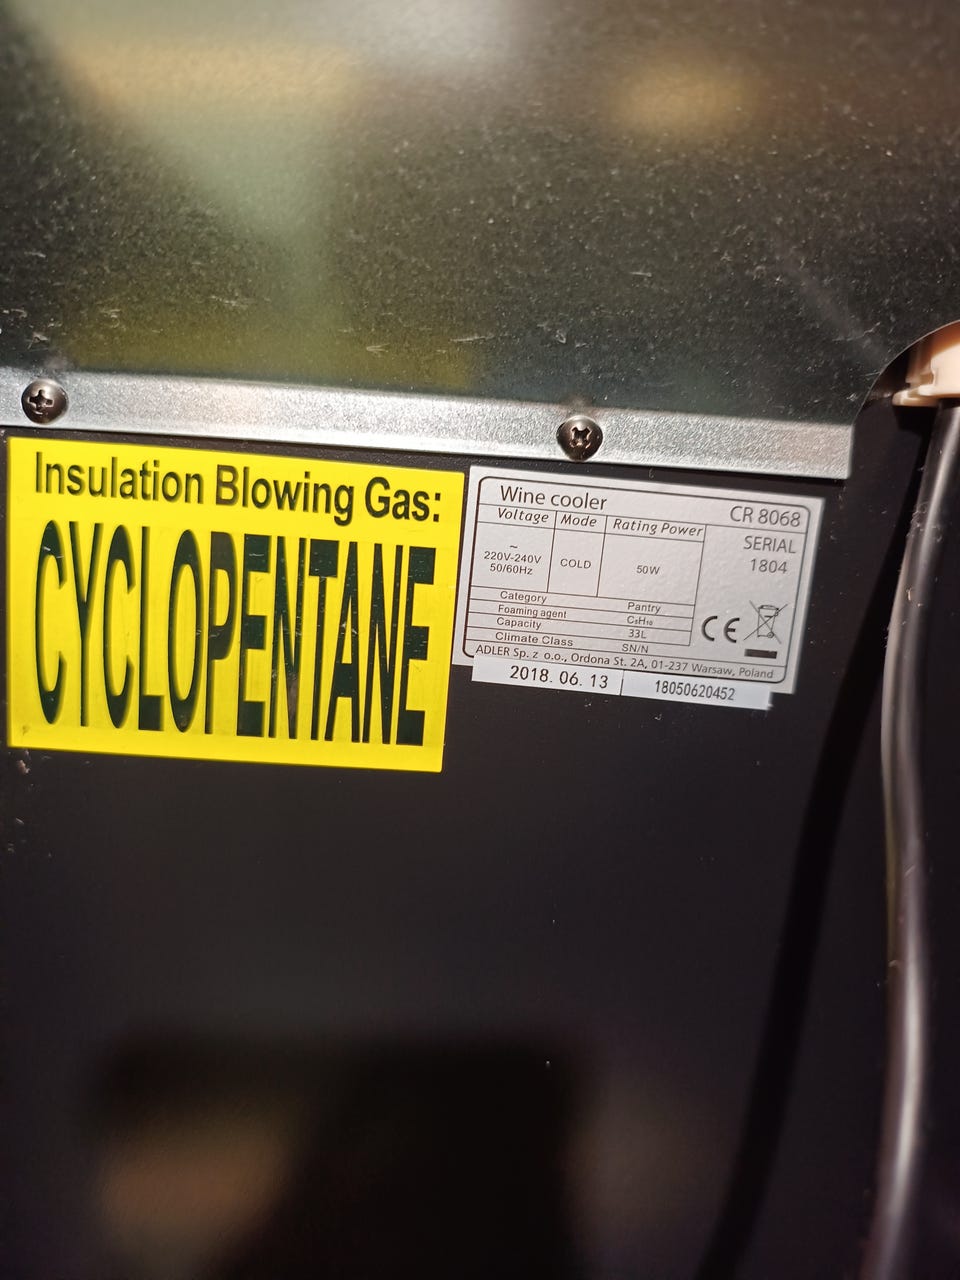 Insulation Blowing Gas:
CYCLOPENTANE
Wine cooler CR 8068
Voltage Mode Rating Power
~
220V-240V
50/60Hz
COLD
50W
SERIAL
1804
Category Pantry
Foaming agent C₅H₁₀
Capacity 33L
Climate Class SN/N
CE
ADLER Sp. z o.o., Ordona St. 2A, 01-237 Warsaw, Poland
2018. 06. 13 18050620452